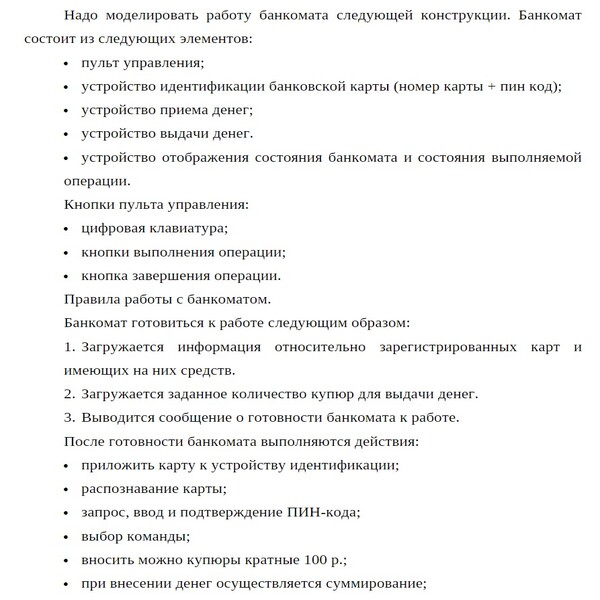 Надо моделировать работу банкомата следующей конструкции. Банкомат
состоит из следующих элементов:
• пульт управления;
• устройство идентификации банковской карты (номер карты + пин код);
• устройство приема денег;
• устройство выдачи денег.
• устройство отображения состояния банкомата и состояния выполняемой
операции.
Кнопки пульта управления:
• цифровая клавиатура;
• кнопки выполнения операции;
• кнопка завершения операции.
Правила работы с банкоматом.
Банкомат готовиться к работе следующим образом:
1. Загружается информация относительно зарегистрированных карт и
имеющих на них средств.
2. Загружается заданное количество купюр для выдачи денег.
3. Выводится сообщение о готовности банкомата к работе.
После готовности банкомата выполняются действия:
• приложить карту к устройству идентификации;
• распознавание карты;
• запрос, ввод и подтверждение ПИН-кода;
• выбор команды;
• вносить можно купюры кратные 100 р.;
• при внесении денег осуществляется суммирование;